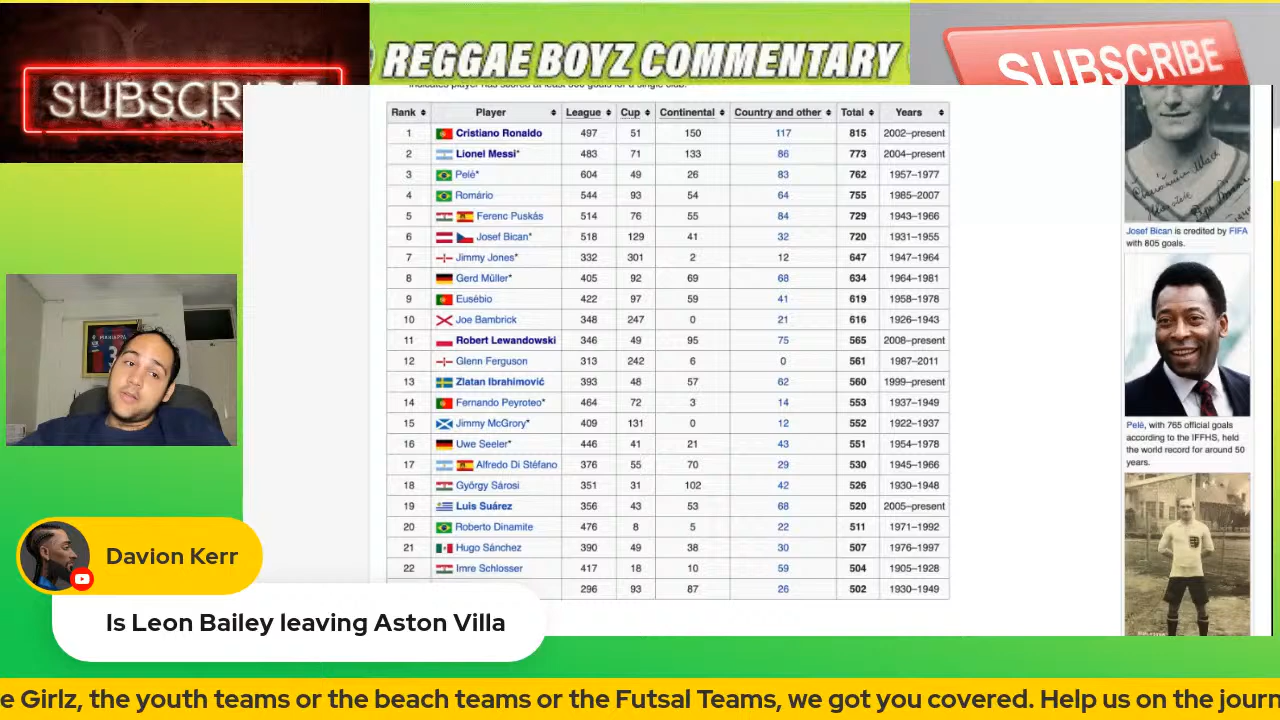 SUBSCR
REGGAE BOYZ COMMENTARY
SUBSCRIBE
indicates player has scored at least 500 goals for a single club.
Rank Player League Cup Continental Country and other Total Years
1 Cristiano Ronaldo 497 51 150 117 815 2002–present
2 Lionel Messi* 483 71 133 86 773 2004–present
3 Pelé* 604 49 26 83 762 1957–1977
4 Romário 544 93 54 64 755 1985–2007
5 Ferenc Puskás 514 76 55 84 729 1943–1966
6 Josef Bican* 518 129 41 32 720 1931–1955
7 Jimmy Jones* 332 301 2 12 647 1947–1964
8 Gerd Müller* 405 92 69 68 634 1964–1981
9 Eusébio 422 97 59 41 619 1958–1978
10 Joe Bambrick 348 247 0 21 616 1926–1943
11 Robert Lewandowski 346 49 95 75 565 2008–present
12 Glenn Ferguson 313 242 6 0 561 1987–2011
13 Zlatan Ibrahimović 393 48 57 62 560 1999–present
14 Fernando Peyroteo* 464 72 3 14 553 1937–1949
15 Jimmy McGrory* 409 131 0 12 552 1922–1937
16 Uwe Seeler* 446 41 21 43 551 1954–1978
17 Alfredo Di Stéfano 376 55 70 29 530 1945–1966
18 György Sárosi 351 31 102 42 526 1930–1948
19 Luis Suárez 356 43 53 68 520 2005–present
20 Roberto Dinamite 476 8 5 22 511 1971–1992
21 Hugo Sánchez 390 49 38 30 507 1976–1997
22 Imre Schlosser 417 18 10 59 504 1905–1928
296 93 87 26 502 1930–1949
Josef Bican is credited by FIFA
with 805 goals.
Pelé, with 765 official goals
according to the IFFHS, held
the world record for around 50
years.
Davion Kerr
Is Leon Bailey leaving Aston Villa
e Girlz, the youth teams or the beach teams or the Futsal Teams, we got you covered. Help us on the journ